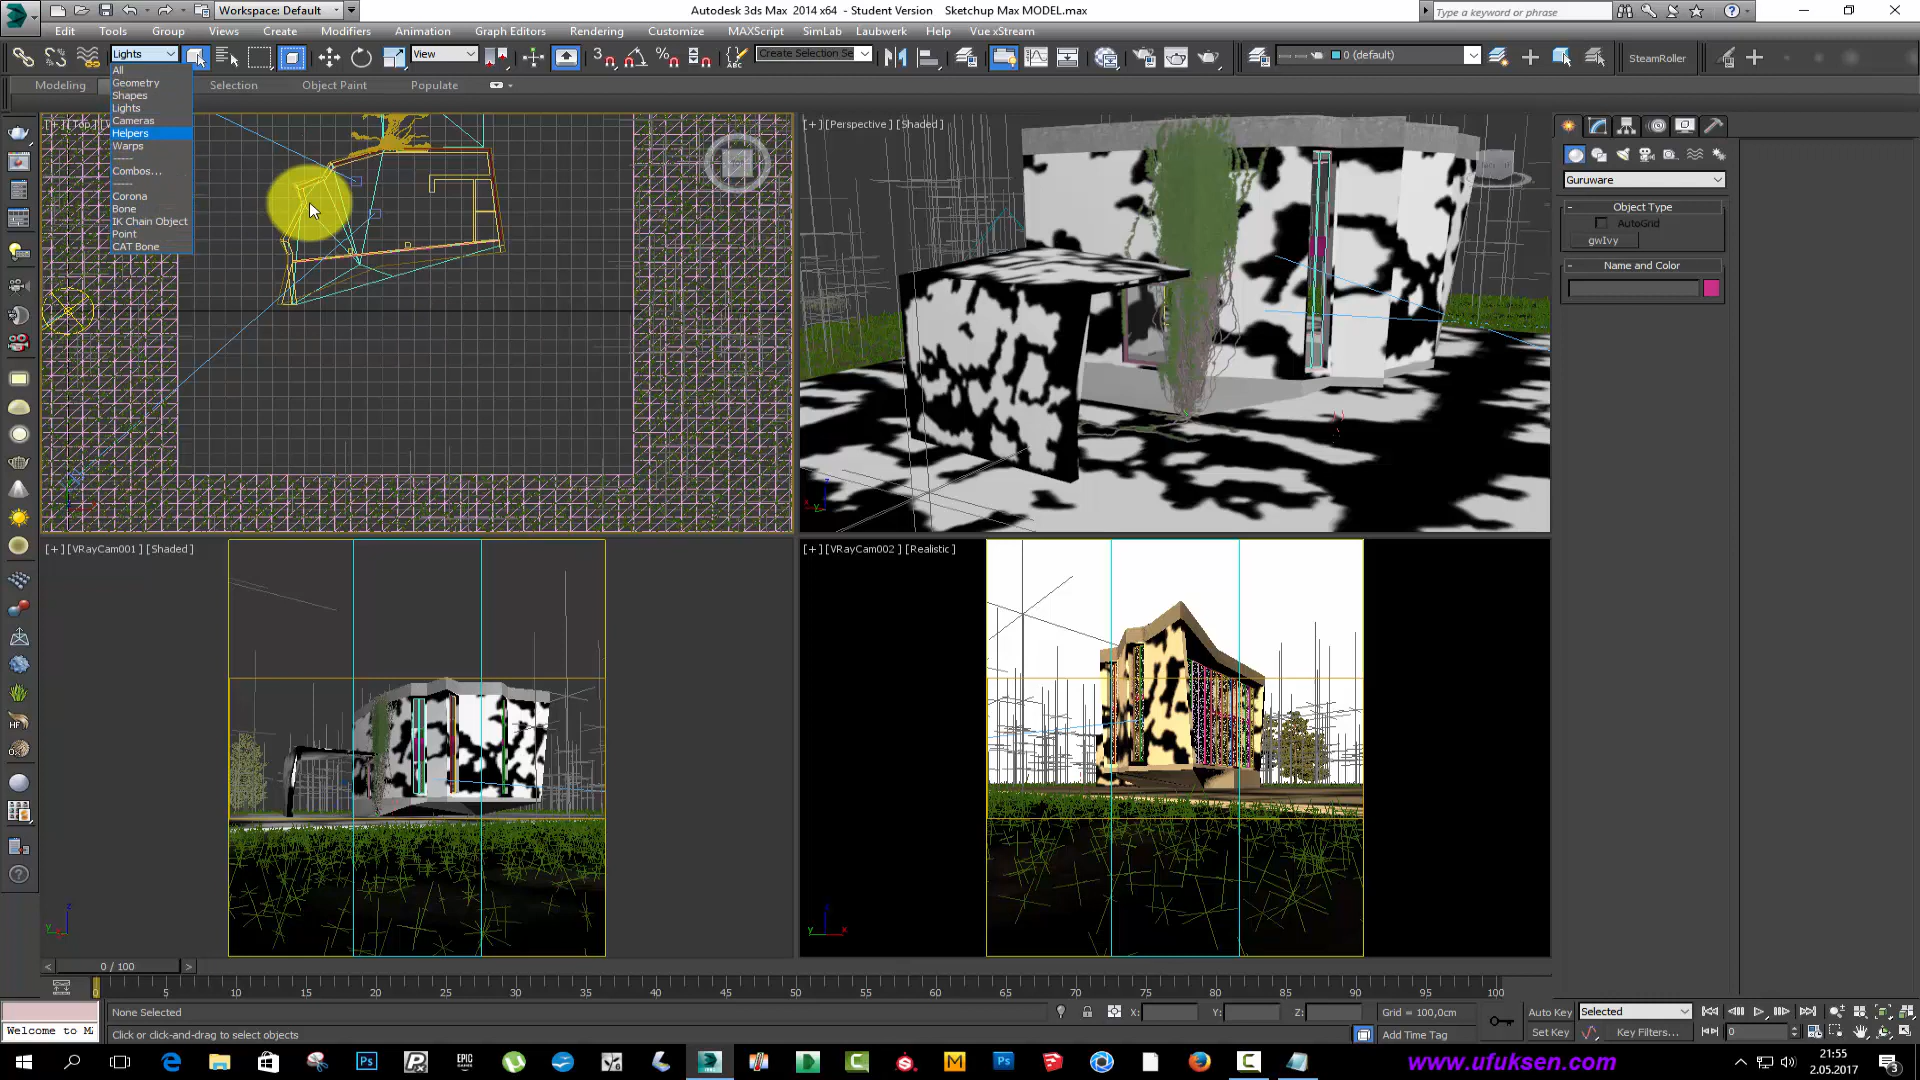 Workspace: Default
Autodesk 3ds Max 2014 x64 - Student Version Sketchup Max MODEL.max
Type a keyword or phrase
Edit Tools Group Views Create Modifiers Animation Graph Editors Rendering Customize MAXScript SimLab Laubwerk Help Vue xStream
Lights
View
Create Selection Se
0 (default)
SteamRoller
Modeling Selection Object Paint Populate
All
Geometry
Shapes
Lights
Cameras
Helpers
Warps
-----
Combos...
-----
Corona
Bone
IK Chain Object
Point
CAT Bone
[+] [Perspective] [Shaded]
Guruware
- Object Type
AutoGrid
gwIvy
- Name and Color
[+] [VRayCam001] [Shaded]
[+] [VRayCam002] [Realistic]
HF
OX
< 0 / 100 >
5 10 15 20 25 30 35 40 45 50 55 60 65 70 75 80 85 90 95 100
None Selected
X: Y: Z: Grid = 100,0cm
Auto Key Selected
Welcome to MA
Click or click-and-drag to select objects
Add Time Tag
Set Key Key Filters...
0
www.ufuksen.com
21:55
2.05.2017